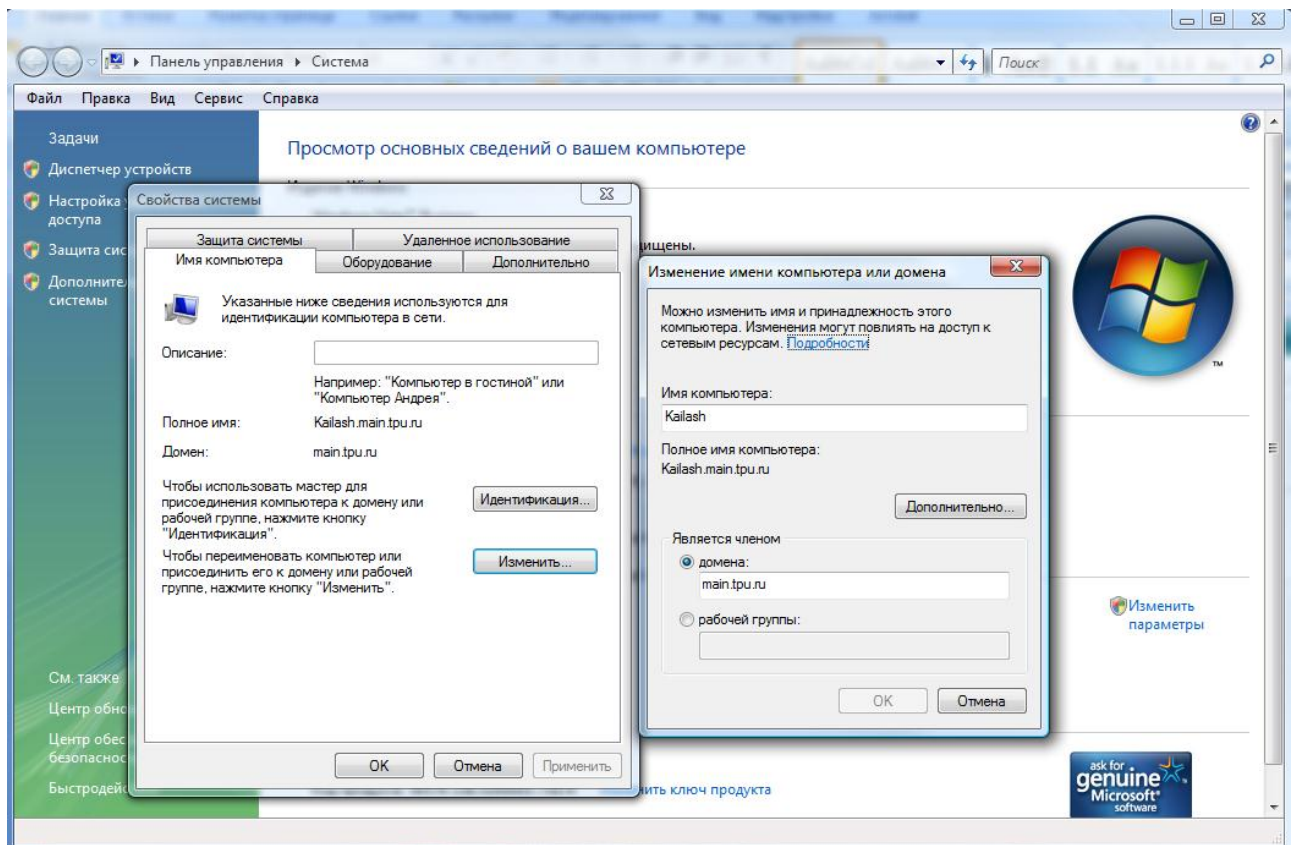 Панель управления ▸ Система
Поиск
Файл Правка Вид Сервис Справка
Задачи
Диспетчер устройств
Настройка
доступа
Защита сис
Дополните
системы
См. также
Центр обно
Центр обес
безопаснос
Быстродей
Просмотр основных сведений о вашем компьютере
щищены.
Изменить
параметры
нить ключ продукта
ask for
genuine
Microsoft®
software
TM
Свойства системы
Защита системы
Удаленное использование
Имя компьютера
Оборудование
Дополнительно
Указанные ниже сведения используются для
идентификации компьютера в сети.
Описание:
Например: "Компьютер в гостиной" или
"Компьютер Андрея".
Полное имя: Kailash.main.tpu.ru
Домен: main.tpu.ru
Чтобы использовать мастер для
присоединения компьютера к домену или
рабочей группе, нажмите кнопку
"Идентификация".
Идентификация...
Чтобы переименовать компьютер или
присоединить его к домену или рабочей
группе, нажмите кнопку "Изменить".
Изменить...
OK Отмена Применить
Изменение имени компьютера или домена
Можно изменить имя и принадлежность этого
компьютера. Изменения могут повлиять на доступ к
сетевым ресурсам. Подробности
Имя компьютера:
Kailash
Полное имя компьютера:
Kailash.main.tpu.ru
Дополнительно...
Является членом
домена:
main.tpu.ru
рабочей группы:
OK Отмена